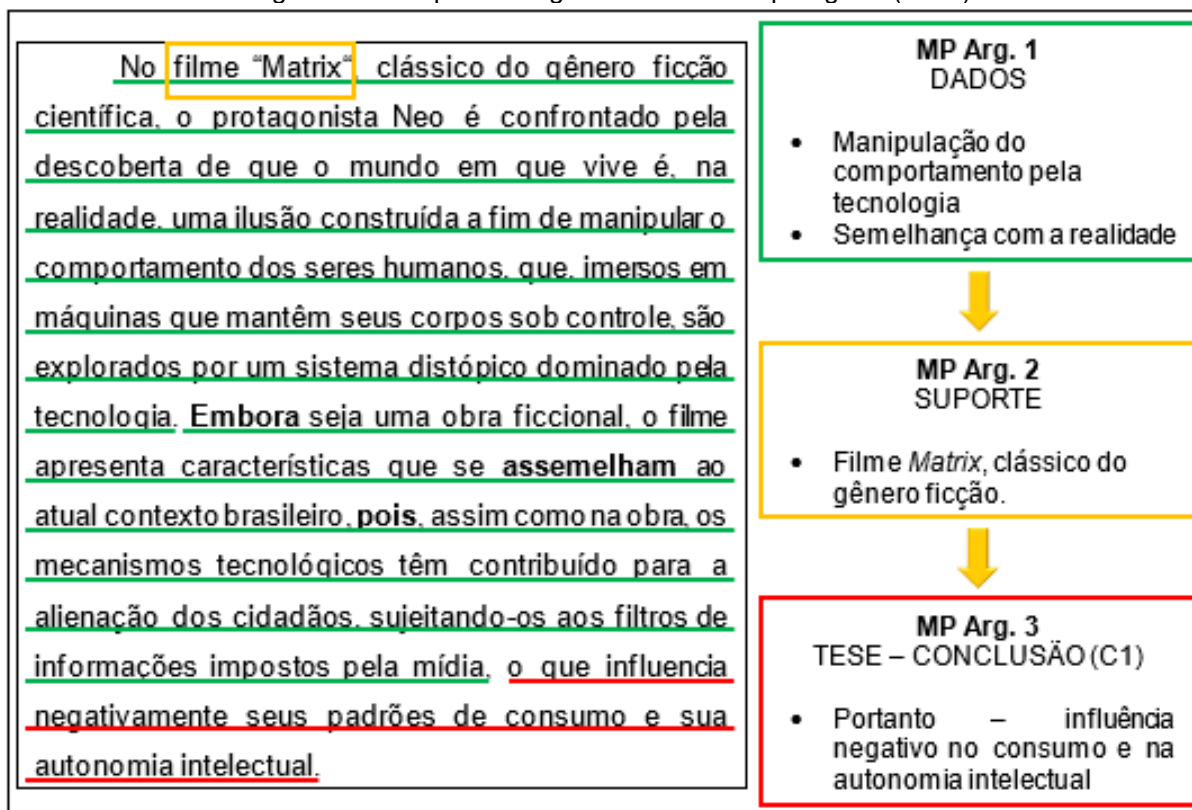 No filme “Matrix“, clássico do gênero ficção
científica, o protagonista Neo é confrontado pela
descoberta de que o mundo em que vive é, na
realidade, uma ilusão construída a fim de manipular o
comportamento dos seres humanos, que, imersos em
máquinas que mantêm seus corpos sob controle, são
explorados por um sistema distópico dominado pela
tecnologia. Embora seja uma obra ficcional, o filme
apresenta características que se assemelham ao
atual contexto brasileiro, pois, assim como na obra, os
mecanismos tecnológicos têm contribuído para a
alienação dos cidadãos, sujeitando-os aos filtros de
informações impostos pela mídia, o que influencia
negativamente seus padrões de consumo e sua
autonomia intelectual.
MP Arg. 1
DADOS
• Manipulação do
comportamento pela
tecnologia
• Semelhança com a realidade
MP Arg. 2
SUPORTE
• Filme Matrix, clássico do
gênero ficção.
MP Arg. 3
TESE – CONCLUSÃO (C1)
• Portanto – influência
negativo no consumo e na
autonomia intelectual